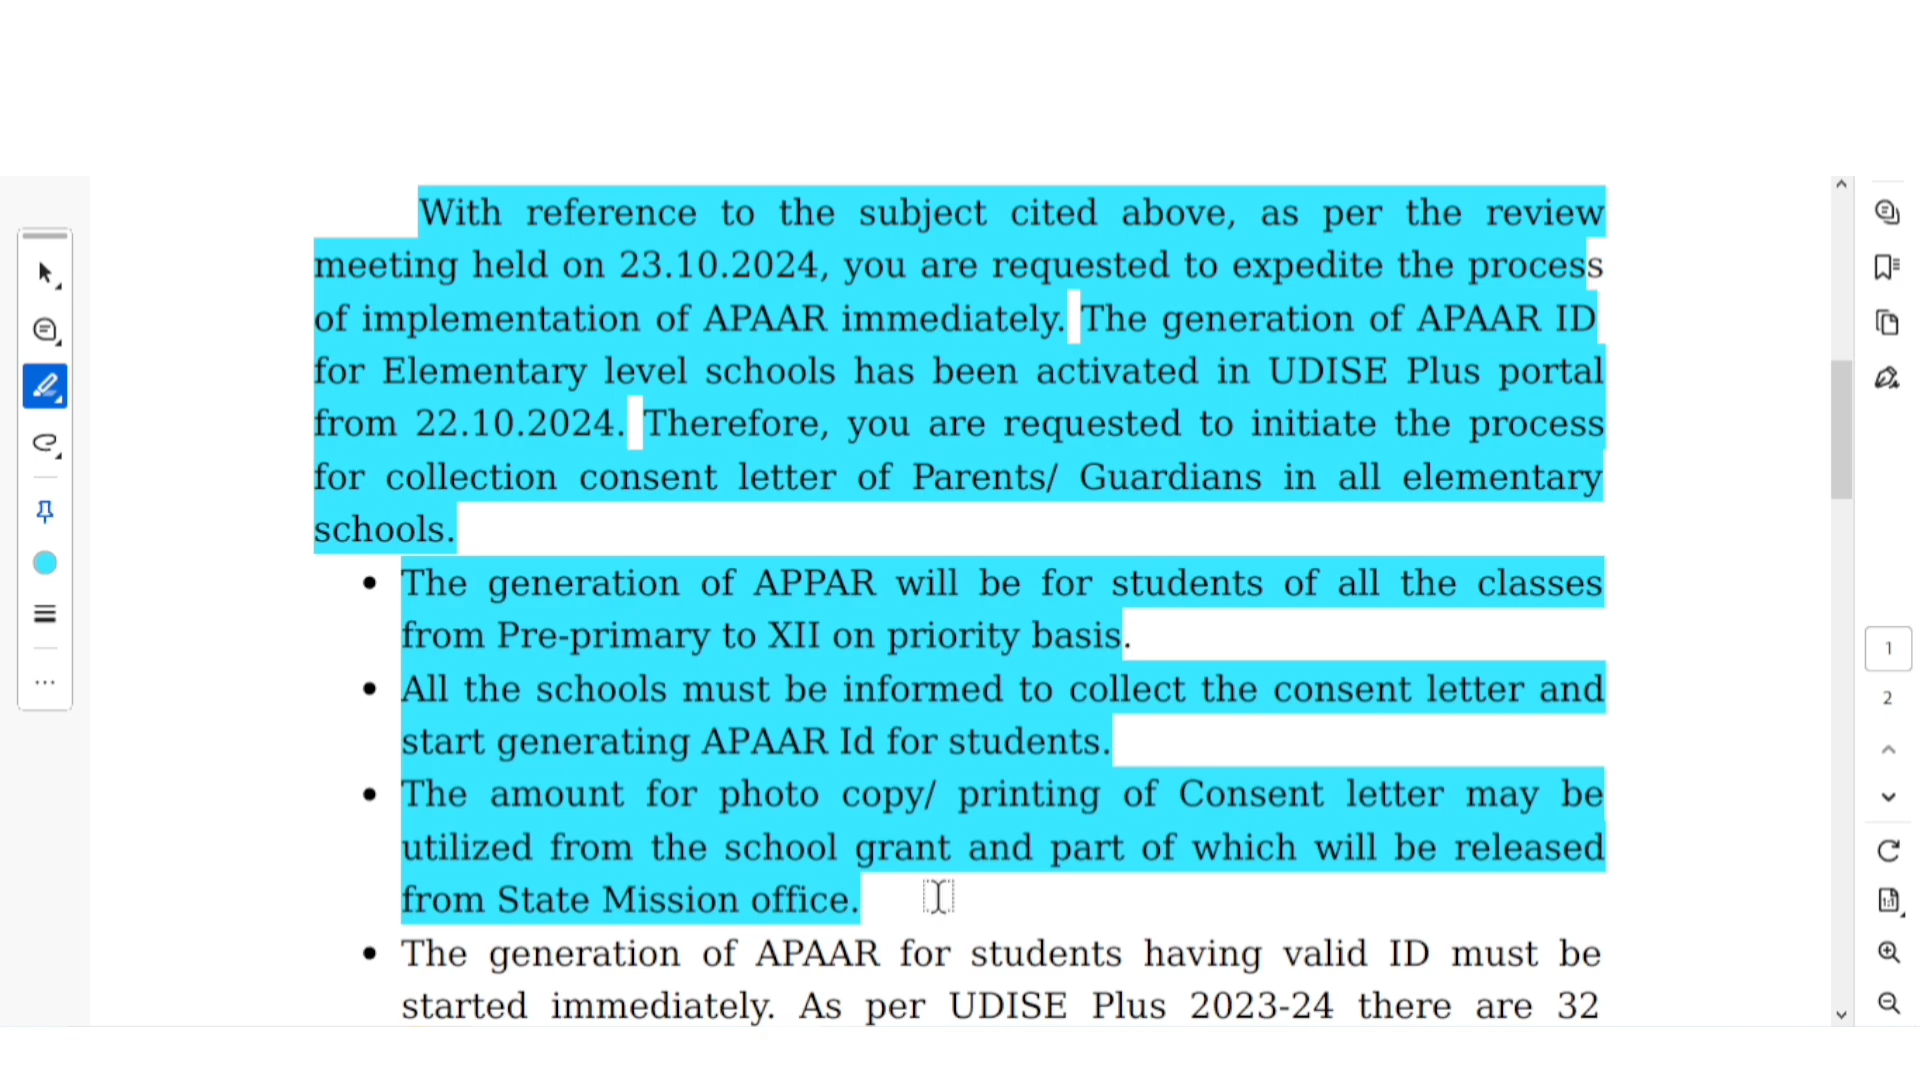 With reference to the subject cited above, as per the review
meeting held on 23.10.2024, you are requested to expedite the process
of implementation of APAAR immediately. The generation of APAAR ID
for Elementary level schools has been activated in UDISE Plus portal
from 22.10.2024. Therefore, you are requested to initiate the process
for collection consent letter of Parents/ Guardians in all elementary
schools.
• The generation of APPAR will be for students of all the classes
from Pre-primary to XII on priority basis.
• All the schools must be informed to collect the consent letter and
start generating APAAR Id for students.
• The amount for photo copy/ printing of Consent letter may be
utilized from the school grant and part of which will be released
from State Mission office.
• The generation of APAAR for students having valid ID must be
started immediately. As per UDISE Plus 2023-24 there are 32
1
2
1:1